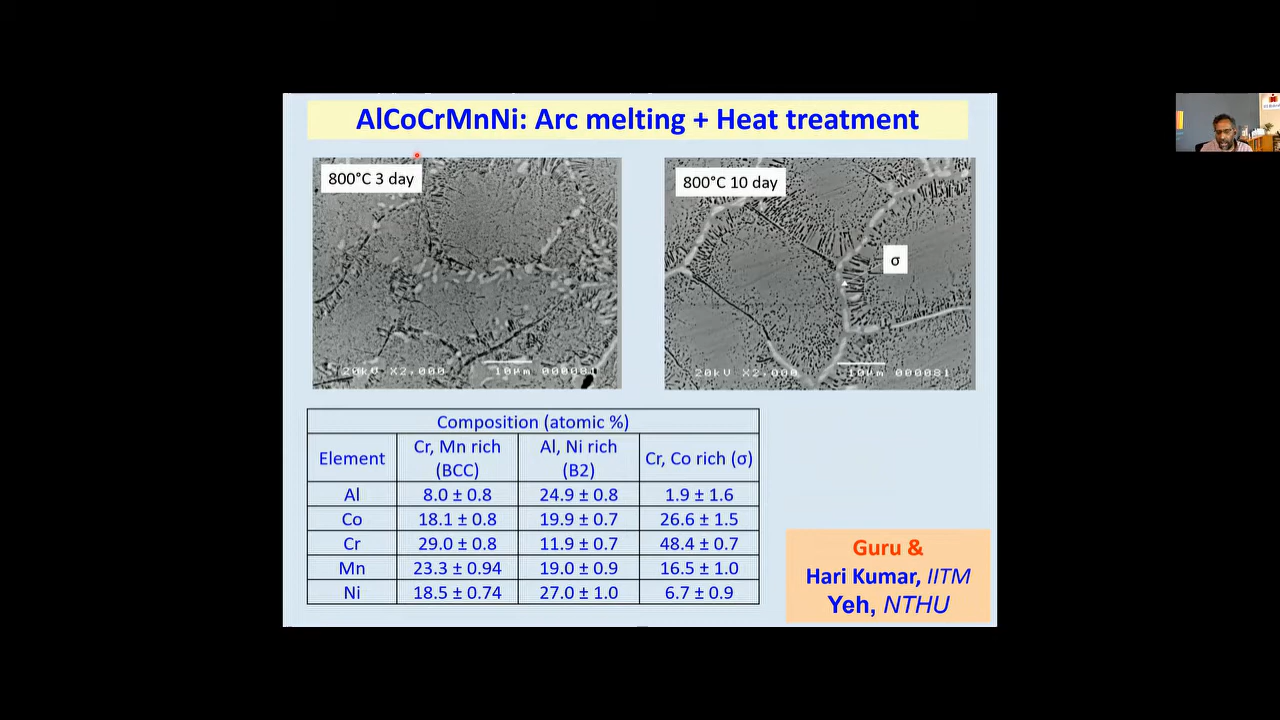 AlCoCrMnNi: Arc melting + Heat treatment
800°C 3 day
800°C 10 day
σ
20kV X2,000 10μm 000081
20kV X2,000 10μm 000081
Composition (atomic %)
Element
Cr, Mn rich
(BCC)
Al, Ni rich
(B2)
Cr, Co rich (σ)
Al 8.0 ± 0.8 24.9 ± 0.8 1.9 ± 1.6
Co 18.1 ± 0.8 19.9 ± 0.7 26.6 ± 1.5
Cr 29.0 ± 0.8 11.9 ± 0.7 48.4 ± 0.7
Mn 23.3 ± 0.94 19.0 ± 0.9 16.5 ± 1.0
Ni 18.5 ± 0.74 27.0 ± 1.0 6.7 ± 0.9
Guru &
Hari Kumar, IITM
Yeh, NTHU